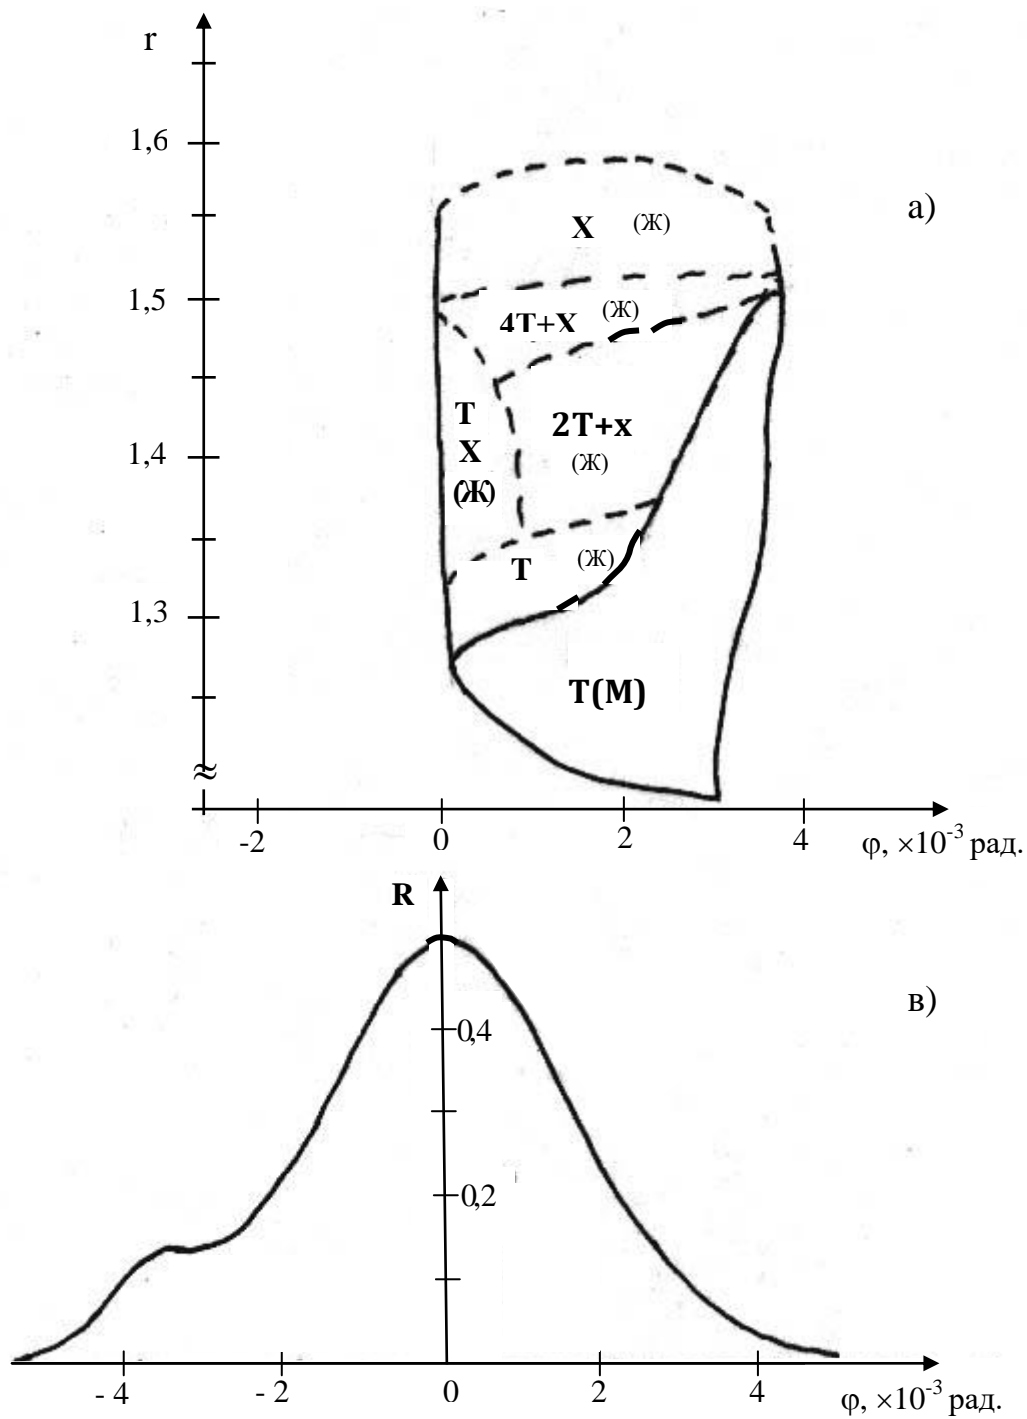 r
1,6
а)
X (Ж)
1,5
4T+X (Ж)
T
X
(Ж)
2T+x
(Ж)
1,4
T (Ж)
1,3
T(M)
≈
-2 0 2 4 φ, ×10⁻³ рад.
R
в)
0,4
0,2
- 4 - 2 0 2 4 φ, ×10⁻³ рад.